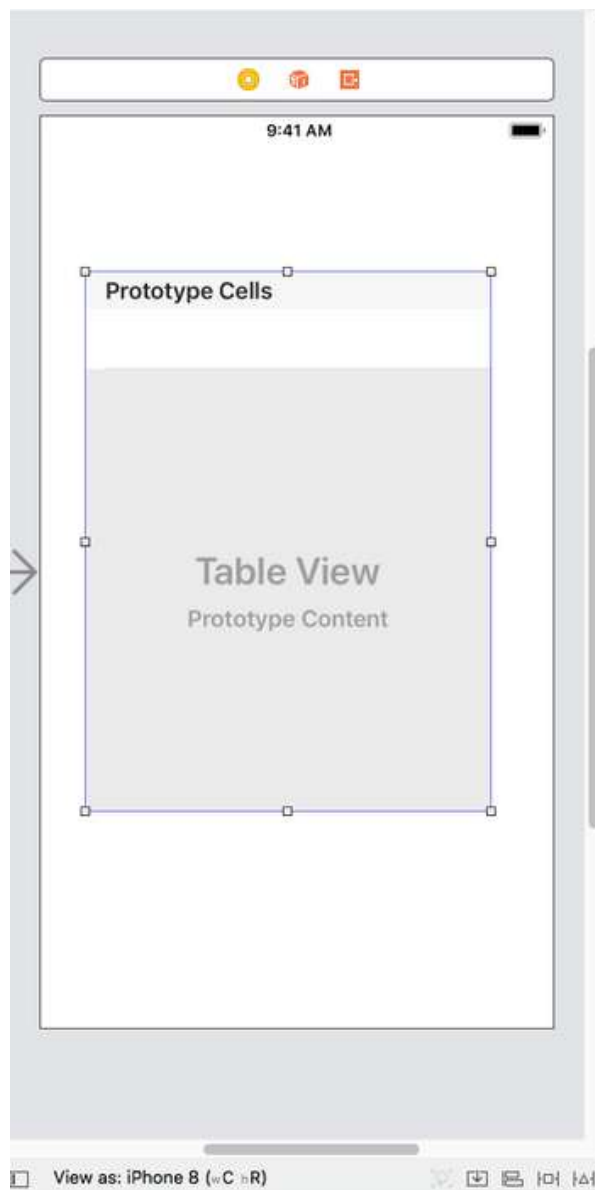 9:41 AM
Prototype Cells
Table View
Prototype Content
View as: iPhone 8 (wC hR)